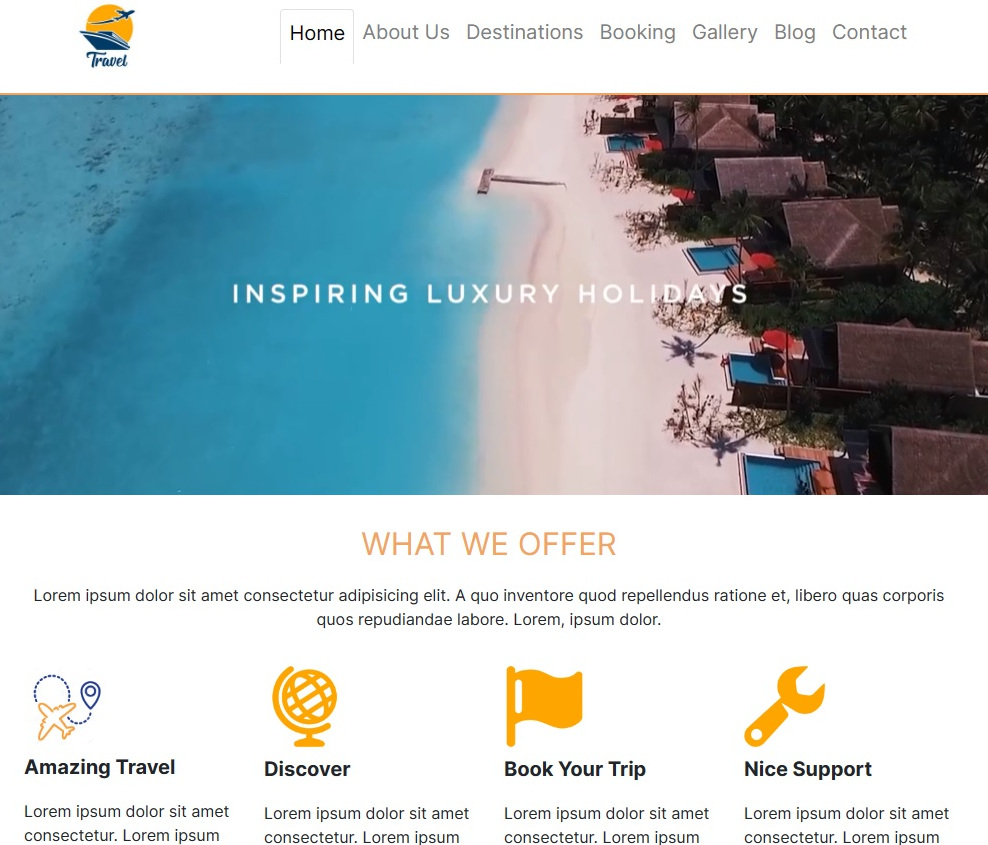 Travel
Home About Us Destinations Booking Gallery Blog Contact
INSPIRING LUXURY HOLIDAYS
WHAT WE OFFER
Lorem ipsum dolor sit amet consectetur adipisicing elit. A quo inventore quod repellendus ratione et, libero quas corporis
quos repudiandae labore. Lorem, ipsum dolor.
Amazing Travel
Lorem ipsum dolor sit amet
consectetur. Lorem ipsum
Discover
Lorem ipsum dolor sit amet
consectetur. Lorem ipsum
Book Your Trip
Lorem ipsum dolor sit amet
consectetur. Lorem ipsum
Nice Support
Lorem ipsum dolor sit amet
consectetur. Lorem ipsum